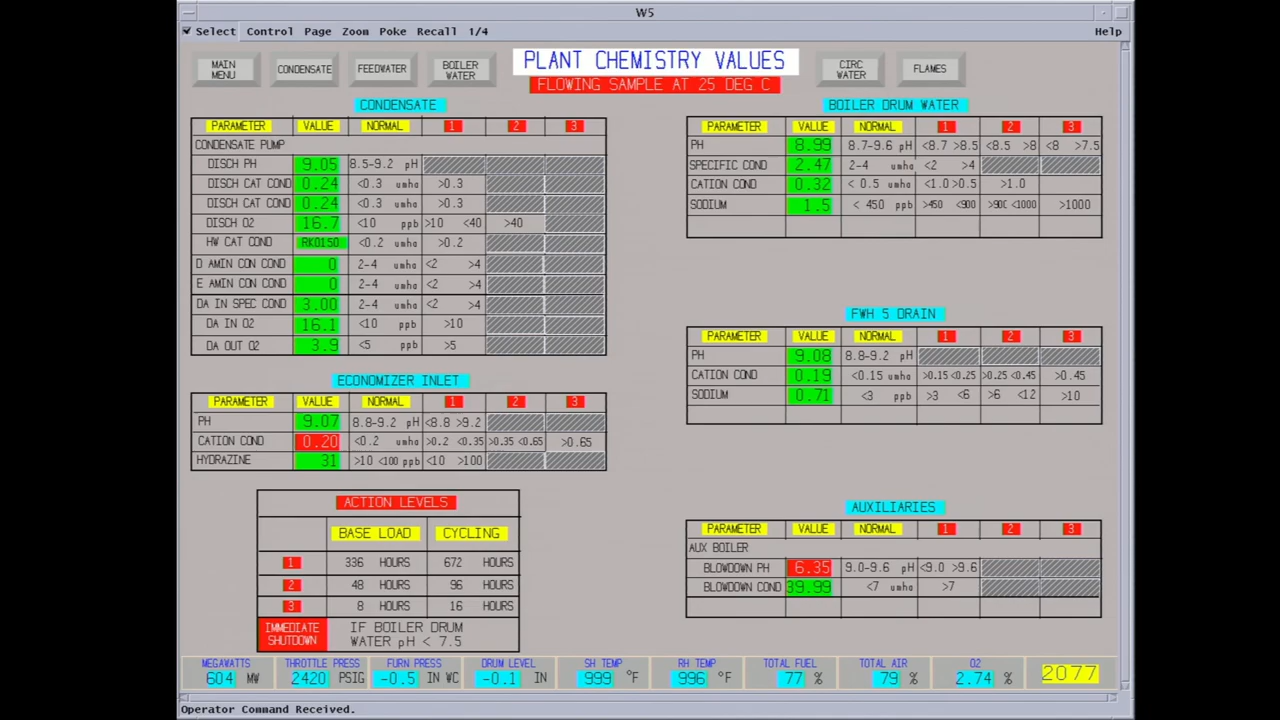 W5
Select Control Page Zoom Poke Recall 1/4 Help
MAIN MENU
CONDENSATE
FEEDWATER
BOILER WATER
PLANT CHEMISTRY VALUES
FLOWING SAMPLE AT 25 DEG C
CIRC WATER
FLAMES
CONDENSATE
PARAMETER VALUE NORMAL 1 2 3
CONDENSATE PUMP
DISCH PH 9.05 8.5-9.2 pH
DISCH CAT COND 0.24 <0.3 umho >0.3
DISCH CAT COND 0.24 <0.3 umho >0.3
DISCH O2 16.7 <10 ppb >10 <40 >40
HW CAT COND RK0150 <0.2 umho >0.2
D AMIN CON COND 0 2-4 umho <2 >4
E AMIN CON COND 0 2-4 umho <2 >4
DA IN SPEC COND 3.00 2-4 umho <2 >4
DA IN O2 16.1 <10 ppb >10
DA OUT O2 3.9 <5 ppb >5
ECONOMIZER INLET
PARAMETER VALUE NORMAL 1 2 3
PH 9.07 8.8-9.2 pH <8.8 >9.2
CATION COND 0.20 <0.2 umho >0.2 <0.35 >0.35 <0.65 >0.65
HYDRAZINE 31 >10 <100 ppb <10 >100
ACTION LEVELS
BASE LOAD CYCLING
1 336 HOURS 672 HOURS
2 48 HOURS 96 HOURS
3 8 HOURS 16 HOURS
IMMEDIATE SHUTDOWN IF BOILER DRUM
WATER pH < 7.5
BOILER DRUM WATER
PARAMETER VALUE NORMAL 1 2 3
PH 8.99 8.7-9.6 pH <8.7 >8.5 <8.5 >8 <8 >7.5
SPECIFIC COND 2.47 2-4 umho <2 >4
CATION COND 0.32 < 0.5 umho <1.0 >0.5 >1.0
SODIUM 1.5 < 450 ppb >450 <900 >900 <1000 >1000
FWH 5 DRAIN
PARAMETER VALUE NORMAL 1 2 3
PH 9.08 8.8-9.2 pH
CATION COND 0.19 <0.15 umho >0.15 <0.25 >0.25 <0.45 >0.45
SODIUM 0.71 <3 ppb >3 <6 >6 <12 >10
AUXILIARIES
PARAMETER VALUE NORMAL 1 2 3
AUX BOILER
BLOWDOWN PH 6.35 9.0-9.6 pH <9.0 >9.6
BLOWDOWN COND 39.99 <7 umho >7
MEGAWATTS THROTTLE PRESS FURN PRESS DRUM LEVEL SH TEMP RH TEMP TOTAL FUEL TOTAL AIR O2
604 MW 2420 PSIG -0.5 IN WC -0.1 IN 999 °F 996 °F 77 % 79 % 2.74 % 2077
Operator Command Received.